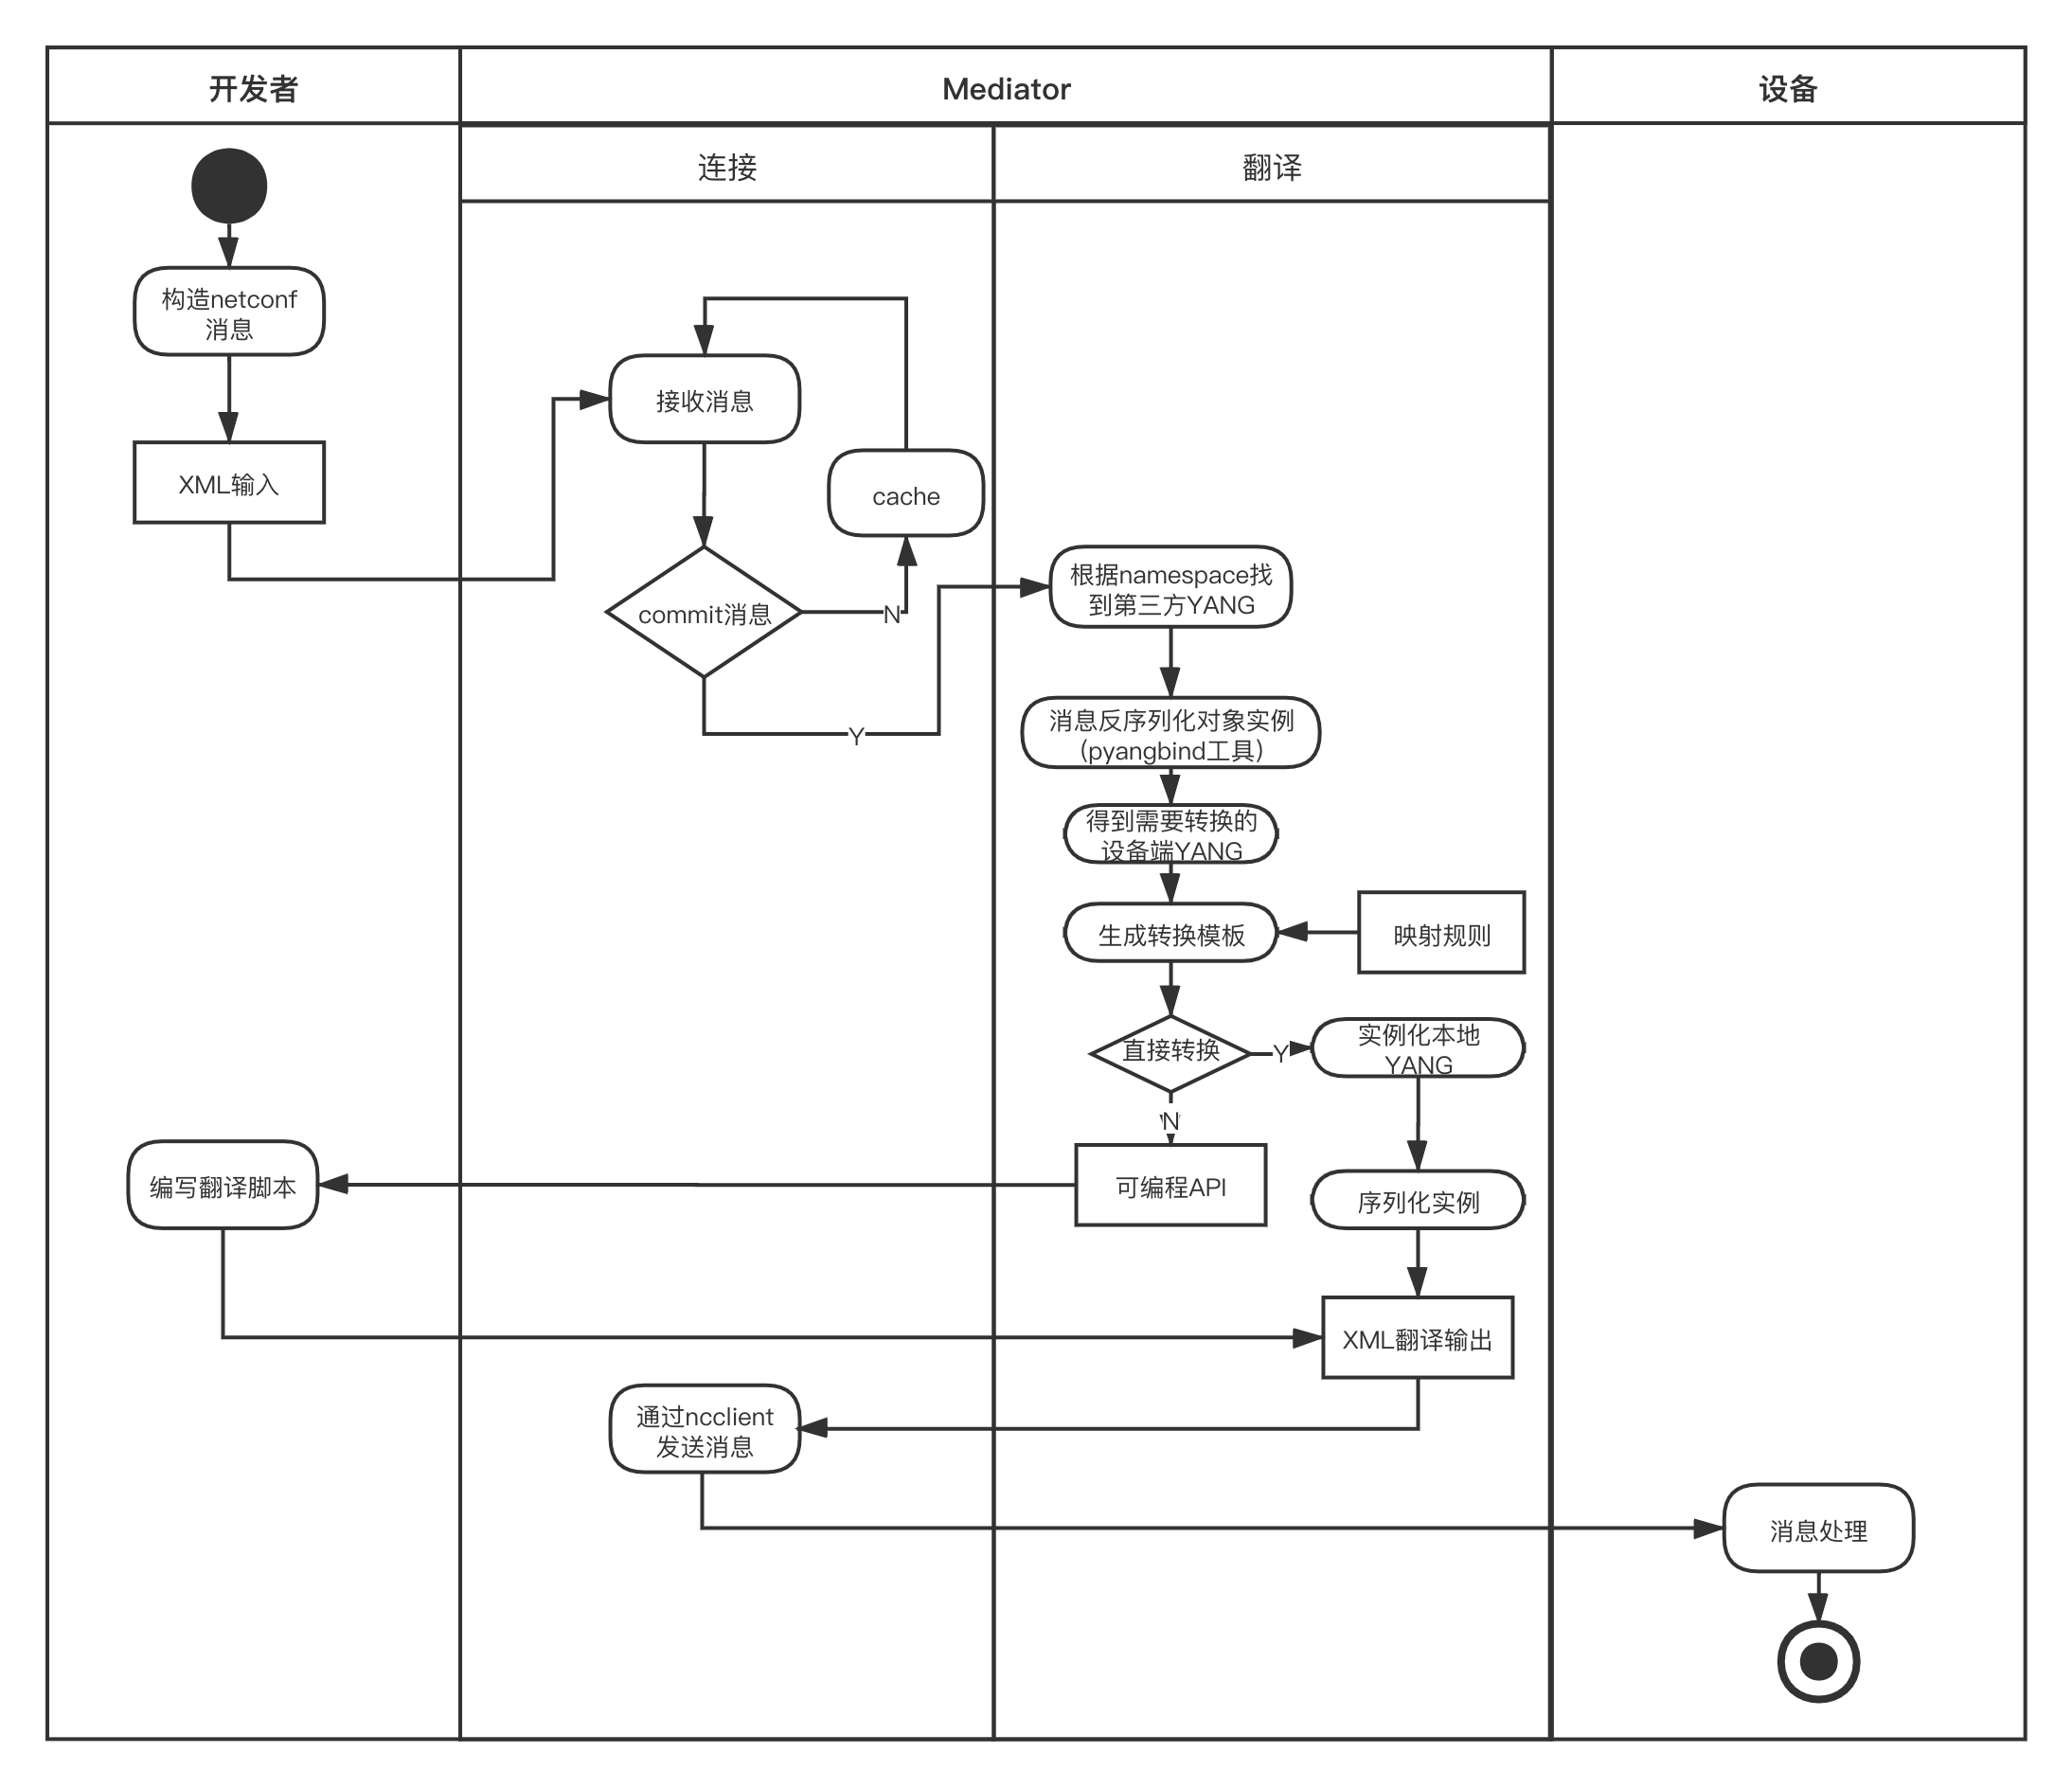 开发者
Mediator
设备
连接
翻译
构造netconf
消息
XML输入
接收消息
cache
commit消息
N
Y
根据namespace找
到第三方YANG
消息反序列化对象实例
(pyangbind工具)
得到需要转换的
设备端YANG
生成转换模板
映射规则
直接转换
Y
N
实例化本地
YANG
可编程API
编写翻译脚本
序列化实例
XML翻译输出
通过ncclient
发送消息
消息处理